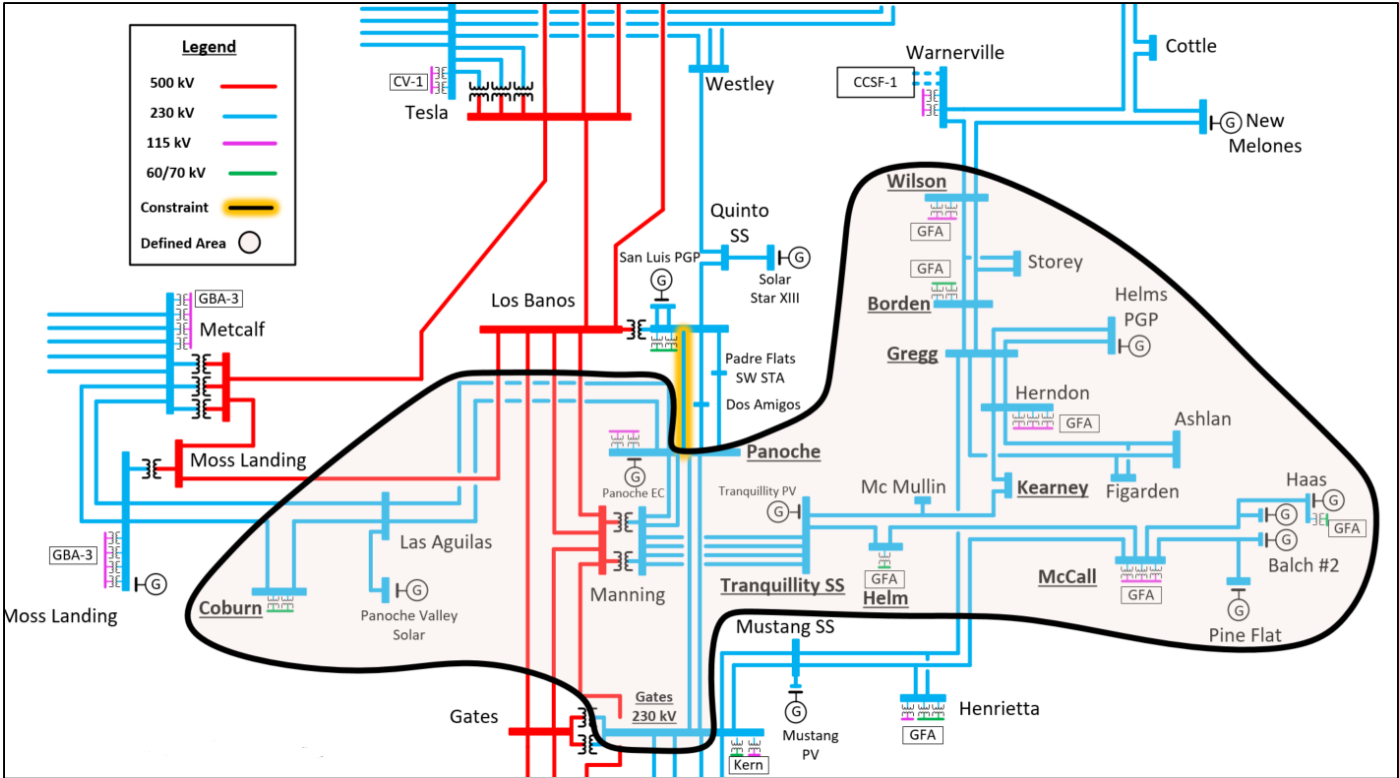 Legend
500 kV
230 kV
115 kV
60/70 kV
Constraint
Defined Area
CV-1
Tesla
Westley
Warnerville
CCSF-1
Cottle
G
New
Melones
Wilson
GFA
Quinto
SS
San Luis PGP
G
G
Solar
Star XIII
GFA
Storey
Borden
Helms
PGP
G
Los Banos
GBA-3
Metcalf
Gregg
Padre Flats
SW STA
Dos Amigos
Herndon
GFA
Ashlan
Moss Landing
Panoche
G
Panoche EC
Tranquillity PV
G
Mc Mullin
Kearney
Figarden
Haas
G
G
GFA
G
Balch #2
Las Aguilas
GBA-3
G
Moss Landing
Coburn
G
Panoche Valley
Solar
Manning
Tranquillity SS
GFA
Helm
McCall
GFA
G
Pine Flat
Mustang SS
Gates
Gates
230 kV
G
Mustang
PV
Henrietta
GFA
Kern